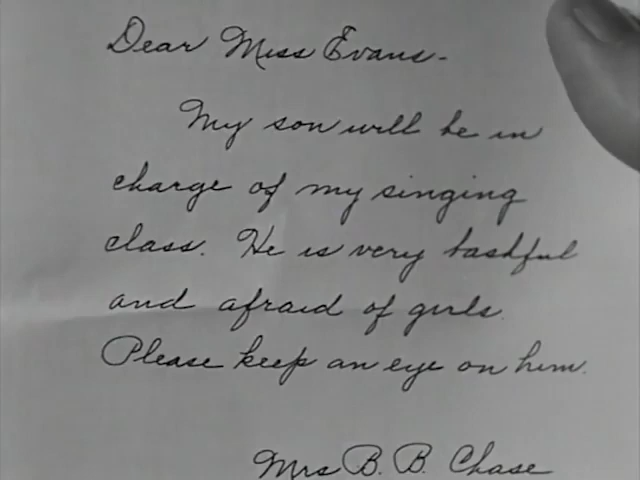 Dear Miss Evans-
My son will be in
charge of my singing
class. He is very bashful
and afraid of girls.
Please keep an eye on him.
Mrs B. B. Chase